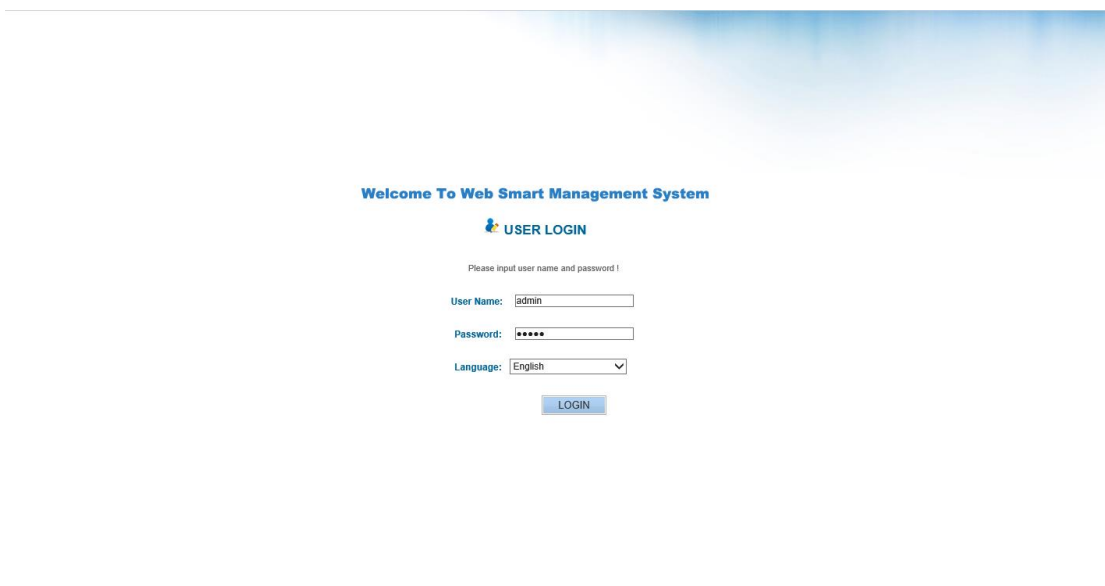 Welcome To Web Smart Management System
USER LOGIN
Please input user name and password !
User Name: admin
Password: •••••
Language: English
LOGIN